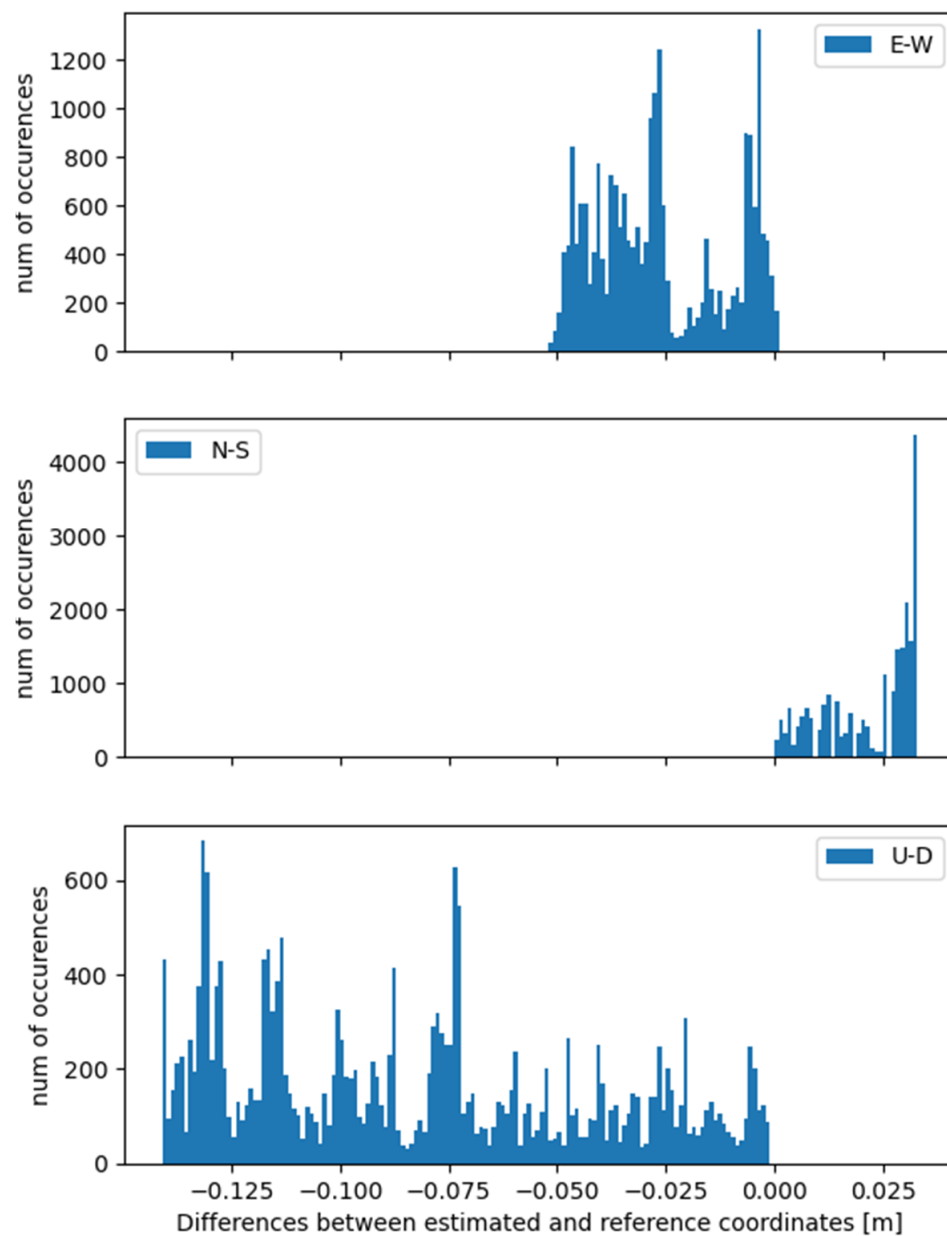 E-W
num of occurences
1200
1000
800
600
400
200
0
N-S
num of occurences
4000
3000
2000
1000
0
U-D
num of occurences
600
400
200
0
−0.125 −0.100 −0.075 −0.050 −0.025 0.000 0.025
Differences between estimated and reference coordinates [m]